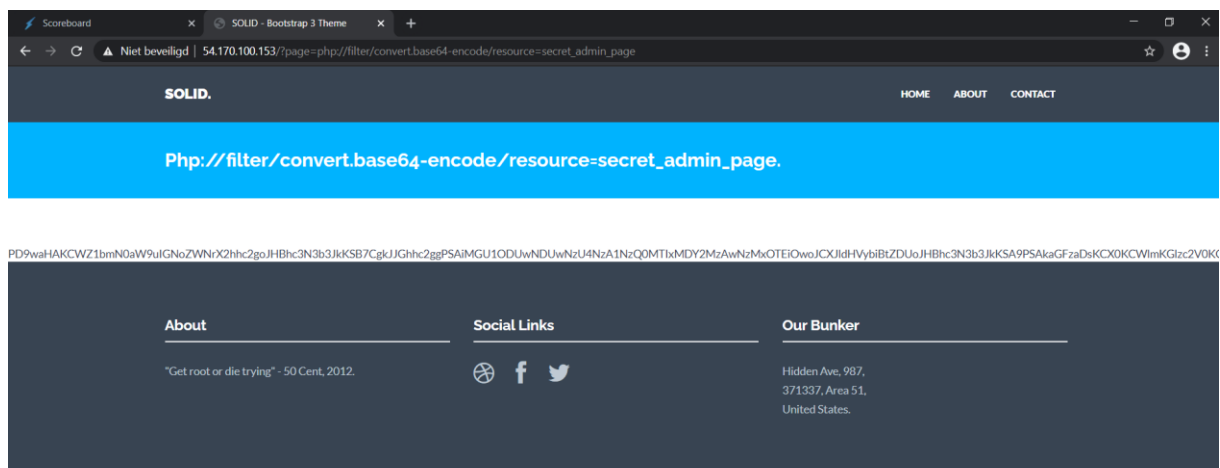 Scoreboard
SOLID - Bootstrap 3 Theme
Niet beveiligd | 54.170.100.153/?page=php://filter/convert.base64-encode/resource=secret_admin_page
SOLID.
HOME ABOUT CONTACT
Php://filter/convert.base64-encode/resource=secret_admin_page.
About
Social Links
Our Bunker
"Get root or die trying" - 50 Cent, 2012.
Hidden Ave, 987,
371337, Area 51,
United States.